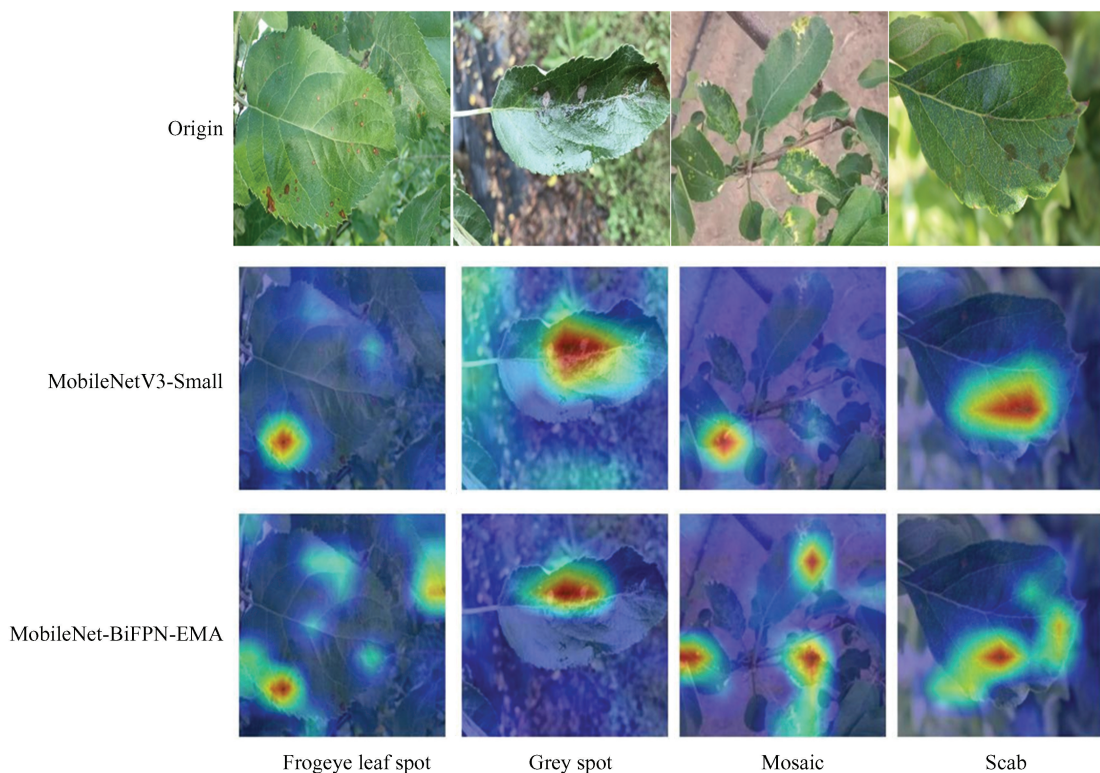 Origin
MobileNetV3-Small
MobileNet-BiFPN-EMA
Frogeye leaf spot
Grey spot
Mosaic
Scab